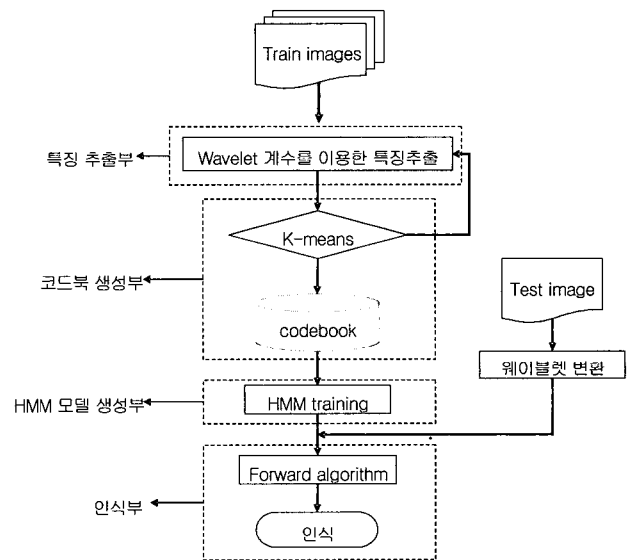 Train images
특징 추출부
Wavelet 계수를 이용한 특징추출
K-means
코드북 생성부
codebook
Test image
웨이블렛 변환
HMM 모델 생성부
HMM training
Forward algorithm
인식부
인식